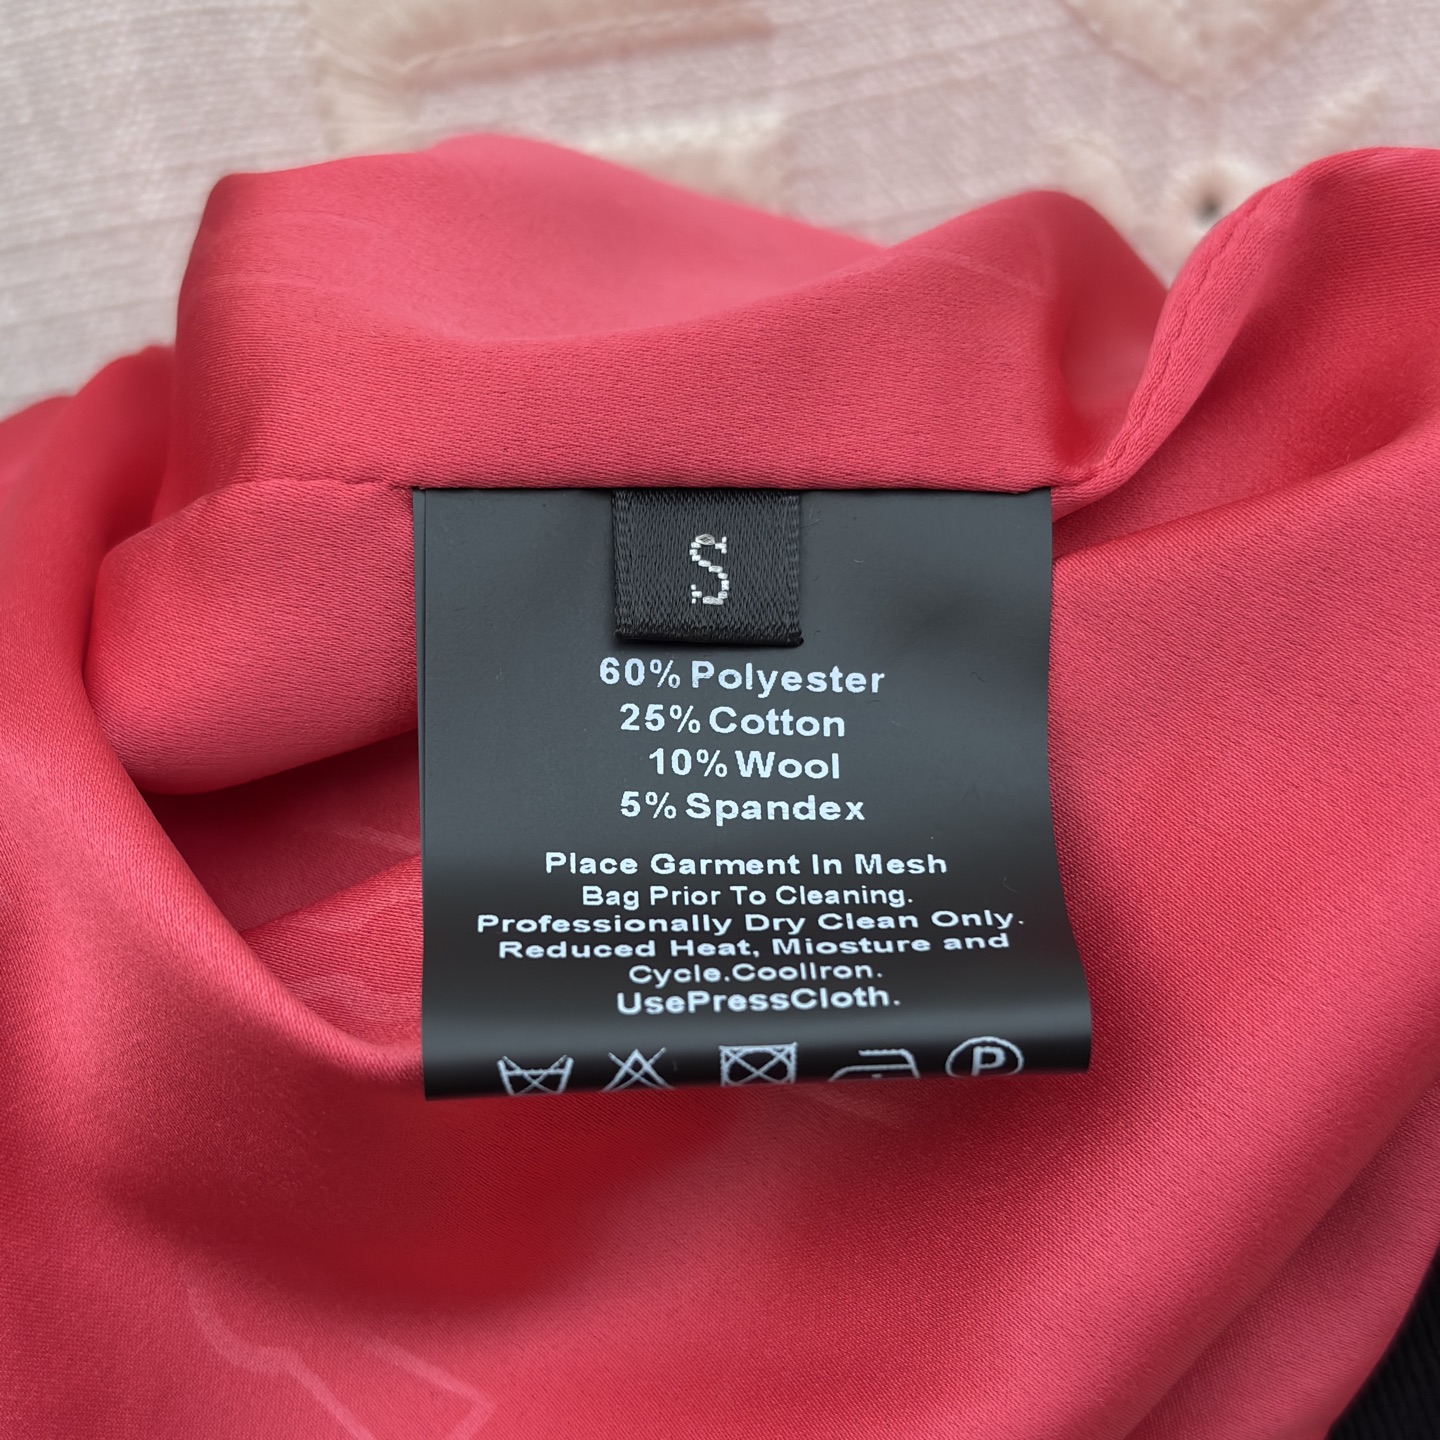 S
60% Polyester
25% Cotton
10% Wool
5% Spandex
Place Garment In Mesh
Bag Prior To Cleaning.
Professionally Dry Clean Only.
Reduced Heat, Miosture and
Cycle.CoolIron.
UsePressCloth.
P